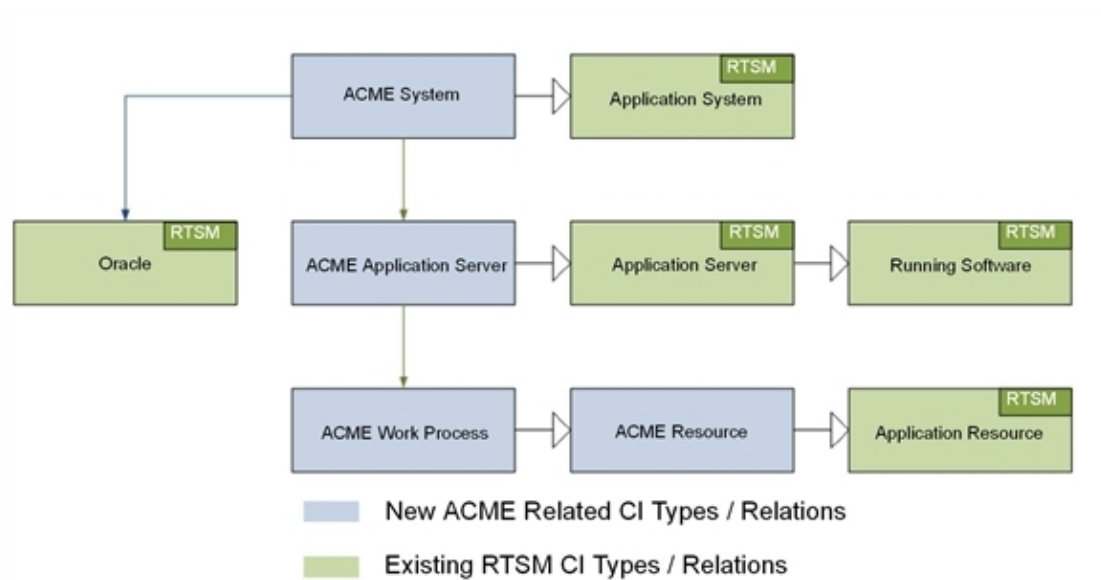 RTSM
ACME System
Application System
RTSM
RTSM
RTSM
Oracle
ACME Application Server
Application Server
Running Software
RTSM
ACME Work Process
ACME Resource
Application Resource
New ACME Related CI Types / Relations
Existing RTSM CI Types / Relations